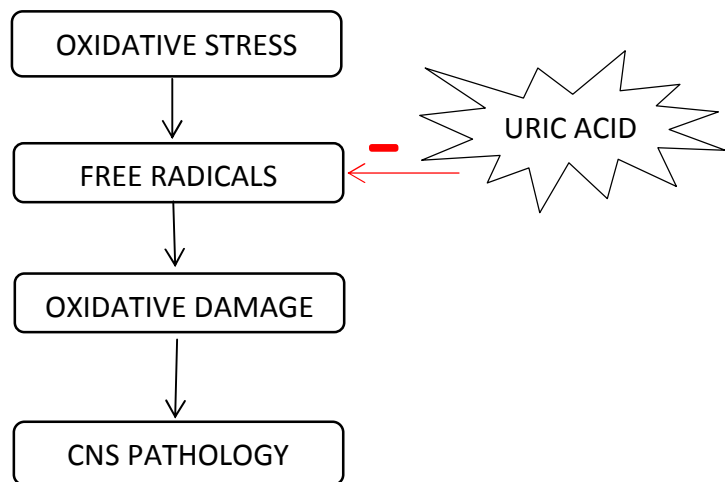 OXIDATIVE STRESS
URIC ACID
-
FREE RADICALS
OXIDATIVE DAMAGE
CNS PATHOLOGY